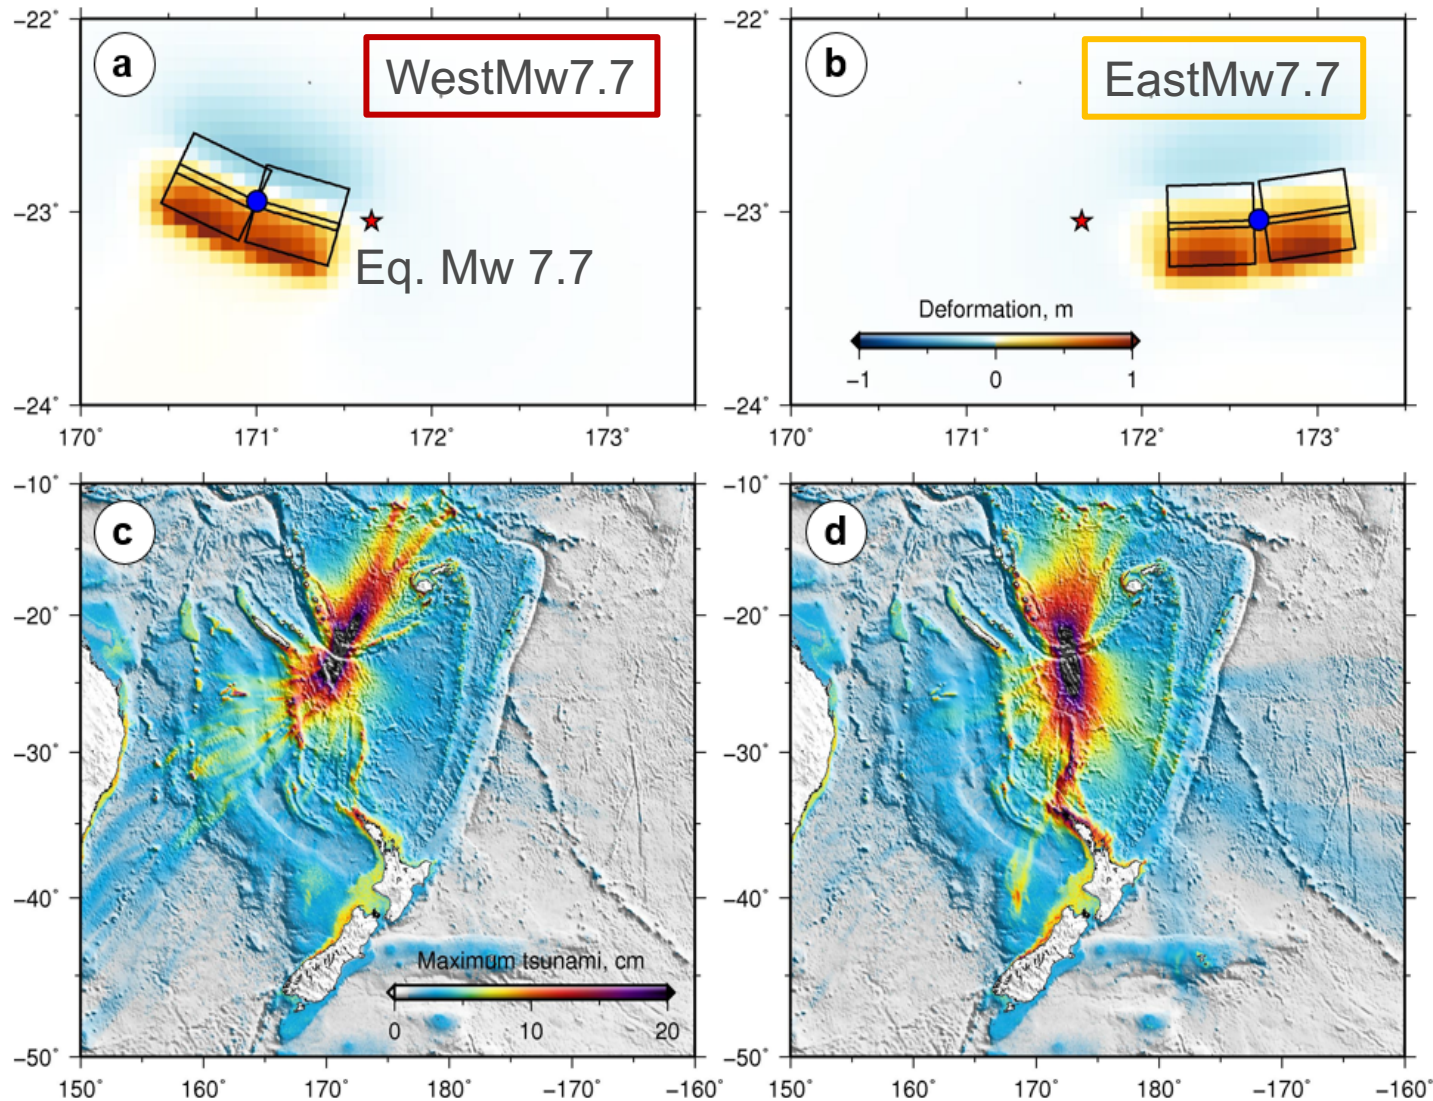 −22˚
−23˚
−24˚
170˚ 171˚ 172˚ 173˚
a
WestMw7.7
Eq. Mw 7.7
−22˚
−23˚
−24˚
170˚ 171˚ 172˚ 173˚
b
EastMw7.7
Deformation, m
−1 0 1
−10˚
−20˚
−30˚
−40˚
−50˚
150˚ 160˚ 170˚ 180˚ −170˚ −160˚
c
Maximum tsunami, cm
0 10 20
−10˚
−20˚
−30˚
−40˚
−50˚
150˚ 160˚ 170˚ 180˚ −170˚ −160˚
d